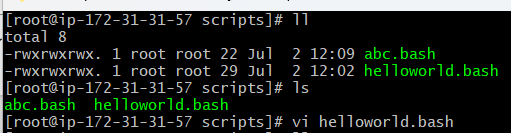 [root@ip-172-31-31-57 scripts]# ll
total 8
-rwxrwxrwx. 1 root root 22 Jul  2 12:09 abc.bash
-rwxrwxrwx. 1 root root 29 Jul  2 12:02 helloworld.bash
[root@ip-172-31-31-57 scripts]# ls
abc.bash  helloworld.bash
[root@ip-172-31-31-57 scripts]# vi helloworld.bash